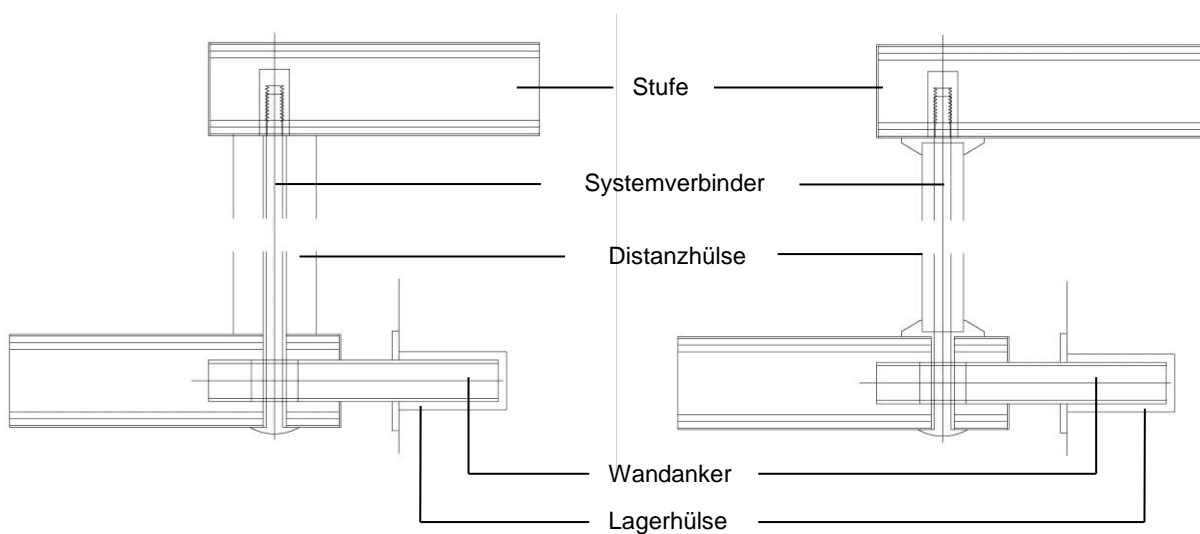 Stufe
Systemverbinder
Distanzhülse
Wandanker
Lagerhülse